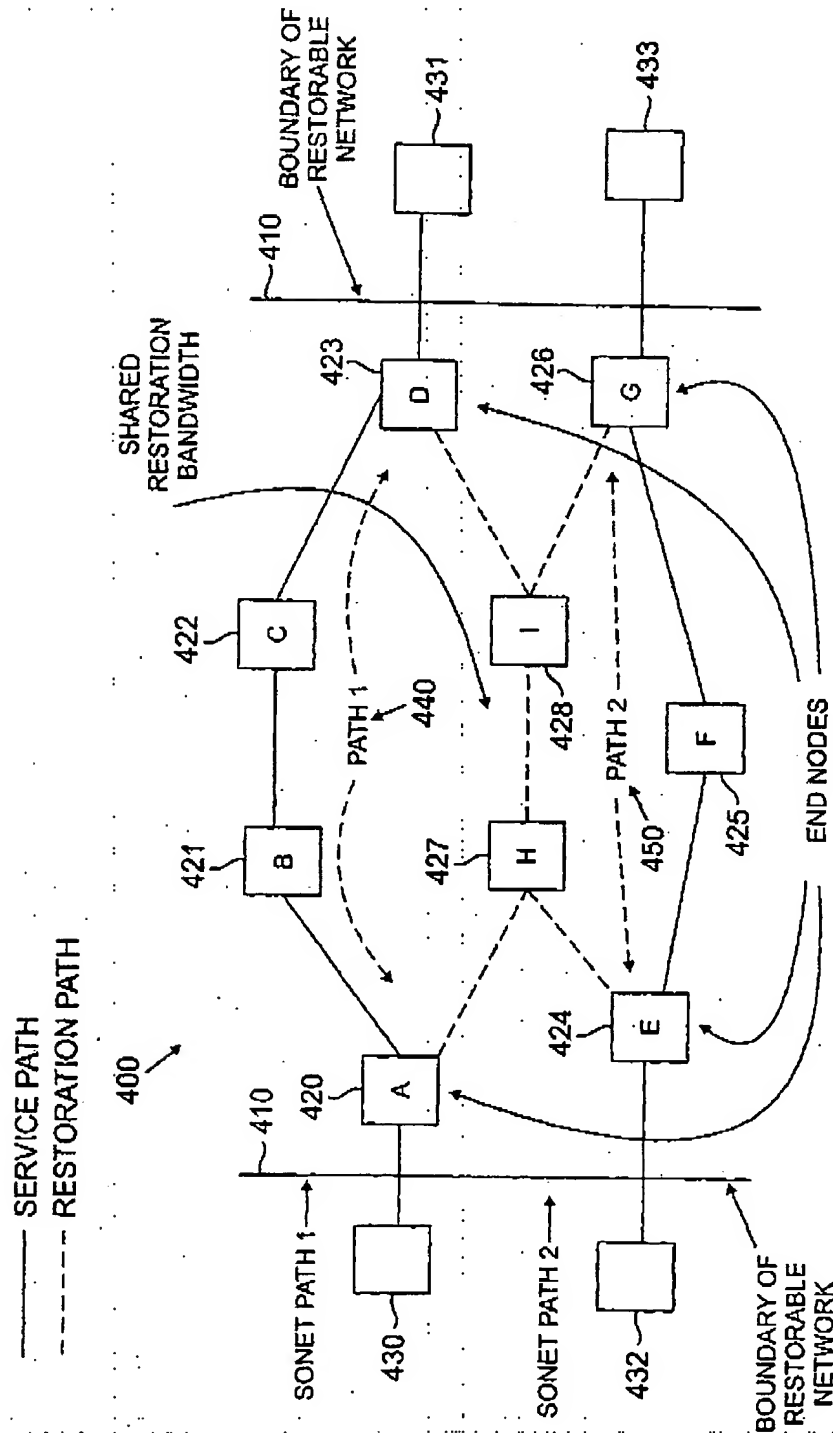 SERVICE PATH
RESTORATION PATH
400
SHARED
RESTORATION
BANDWIDTH
410
BOUNDARY OF
RESTORABLE
NETWORK
421
B
422
C
423
D
431
410
420
A
SONET PATH 1
430
PATH 1
440
427
H
I
428
426
G
433
424
E
SONET PATH 2
432
PATH 2
450
F
425
END NODES
BOUNDARY OF
RESTORABLE
NETWORK